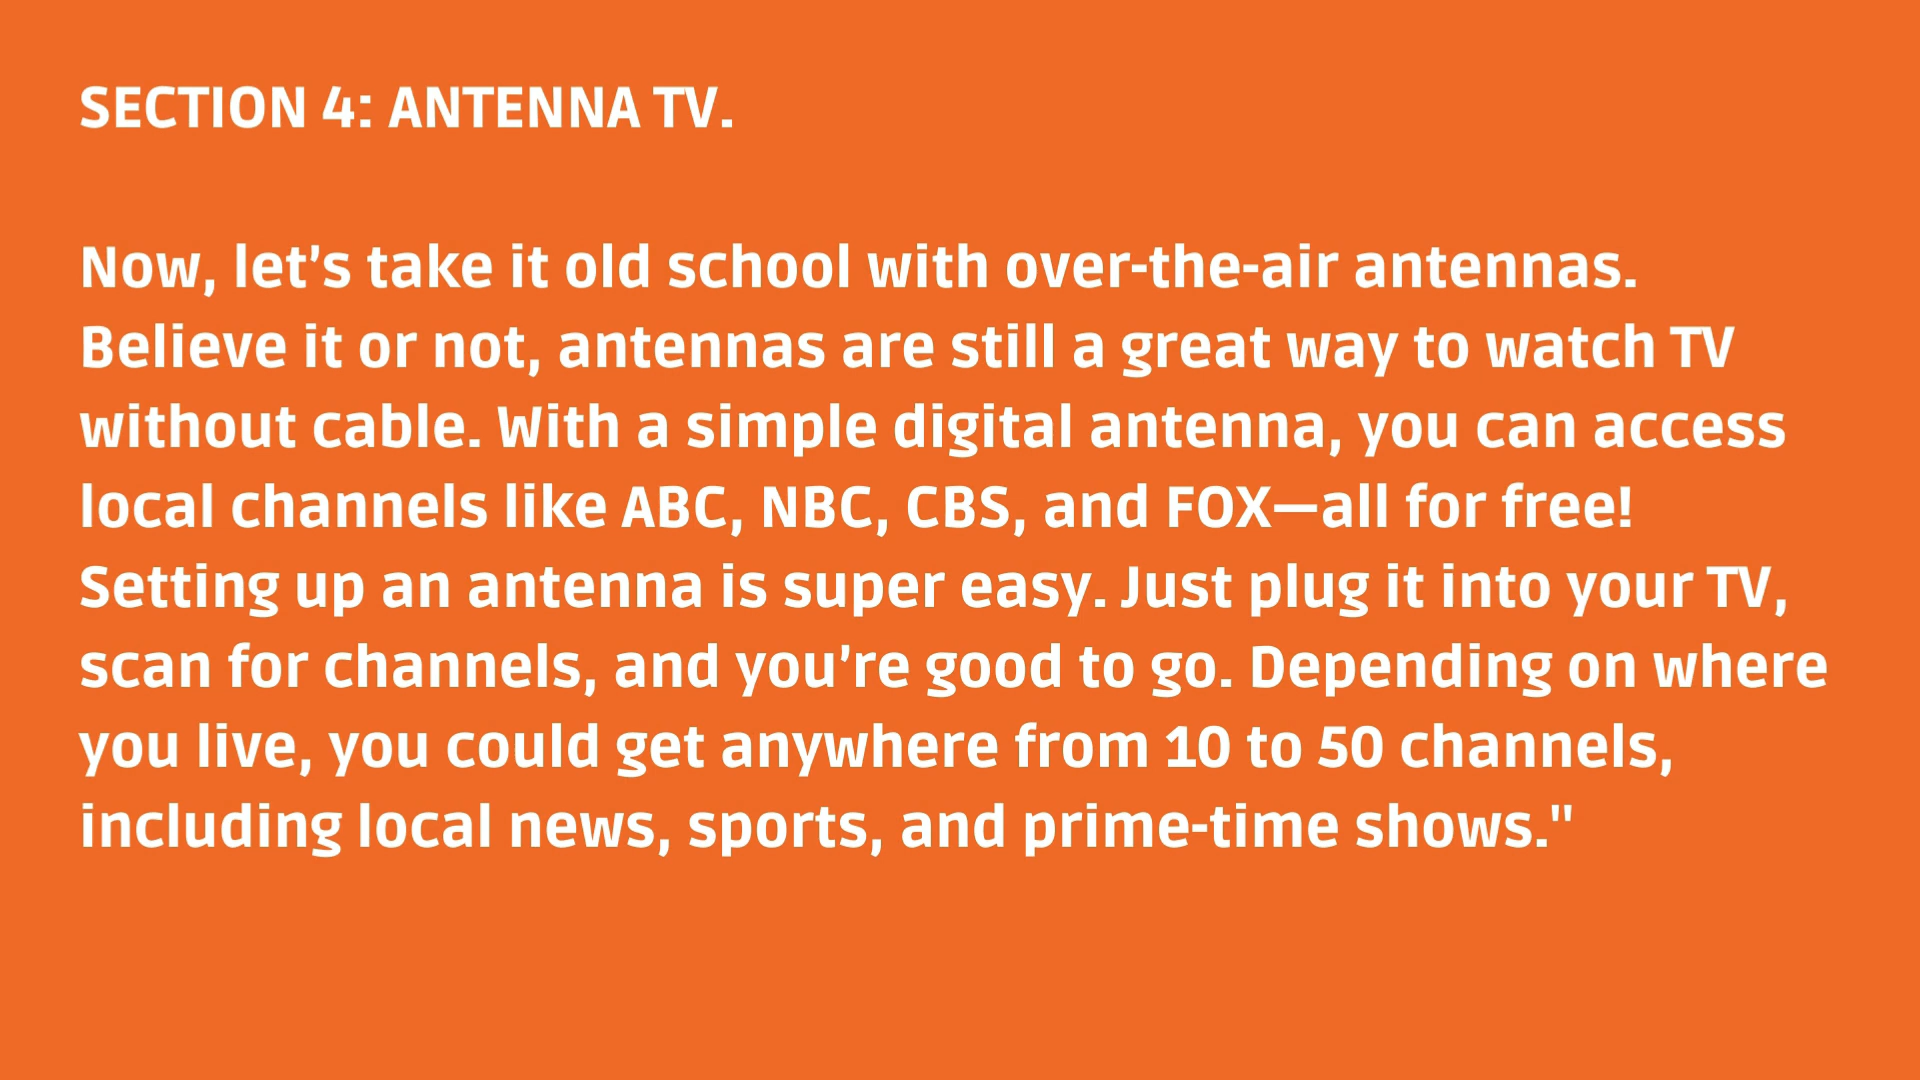 SECTION 4: ANTENNA TV.
Now, let’s take it old school with over-the-air antennas.
Believe it or not, antennas are still a great way to watch TV
without cable. With a simple digital antenna, you can access
local channels like ABC, NBC, CBS, and FOX—all for free!
Setting up an antenna is super easy. Just plug it into your TV,
scan for channels, and you’re good to go. Depending on where
you live, you could get anywhere from 10 to 50 channels,
including local news, sports, and prime-time shows."